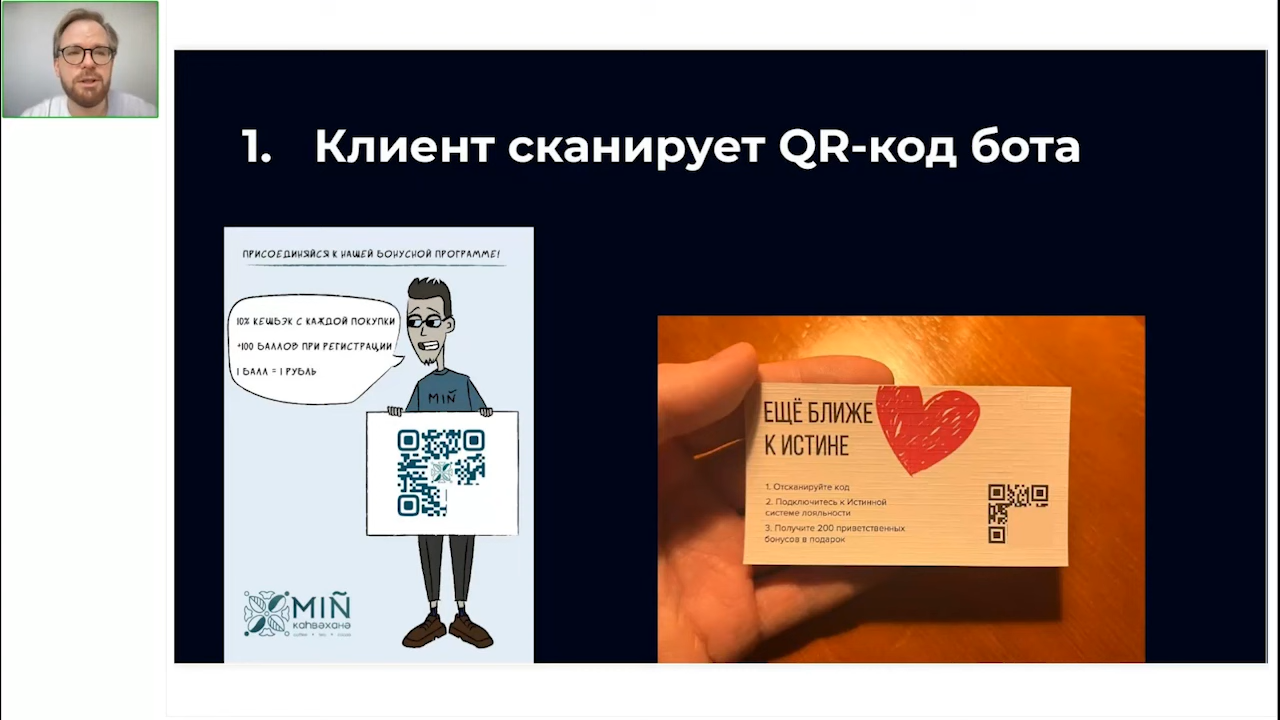 1. Клиент сканирует QR-код бота
ПРИСОЕДИНЯЙСЯ К НАШЕЙ БОНУСНОЙ ПРОГРАММЕ!
10% КЕШБЭК С КАЖДОЙ ПОКУПКИ
+100 БАЛЛОВ ПРИ РЕГИСТРАЦИИ
1 БАЛЛ = 1 РУБЛЬ
MIÑ
MIÑ
каһвәханә
ЕЩЁ БЛИЖЕ
К ИСТИНЕ
1. Отсканируйте код
2. Подключитесь к Истинной
системе лояльности
3. Получите 200 приветственных
бонусов в подарок